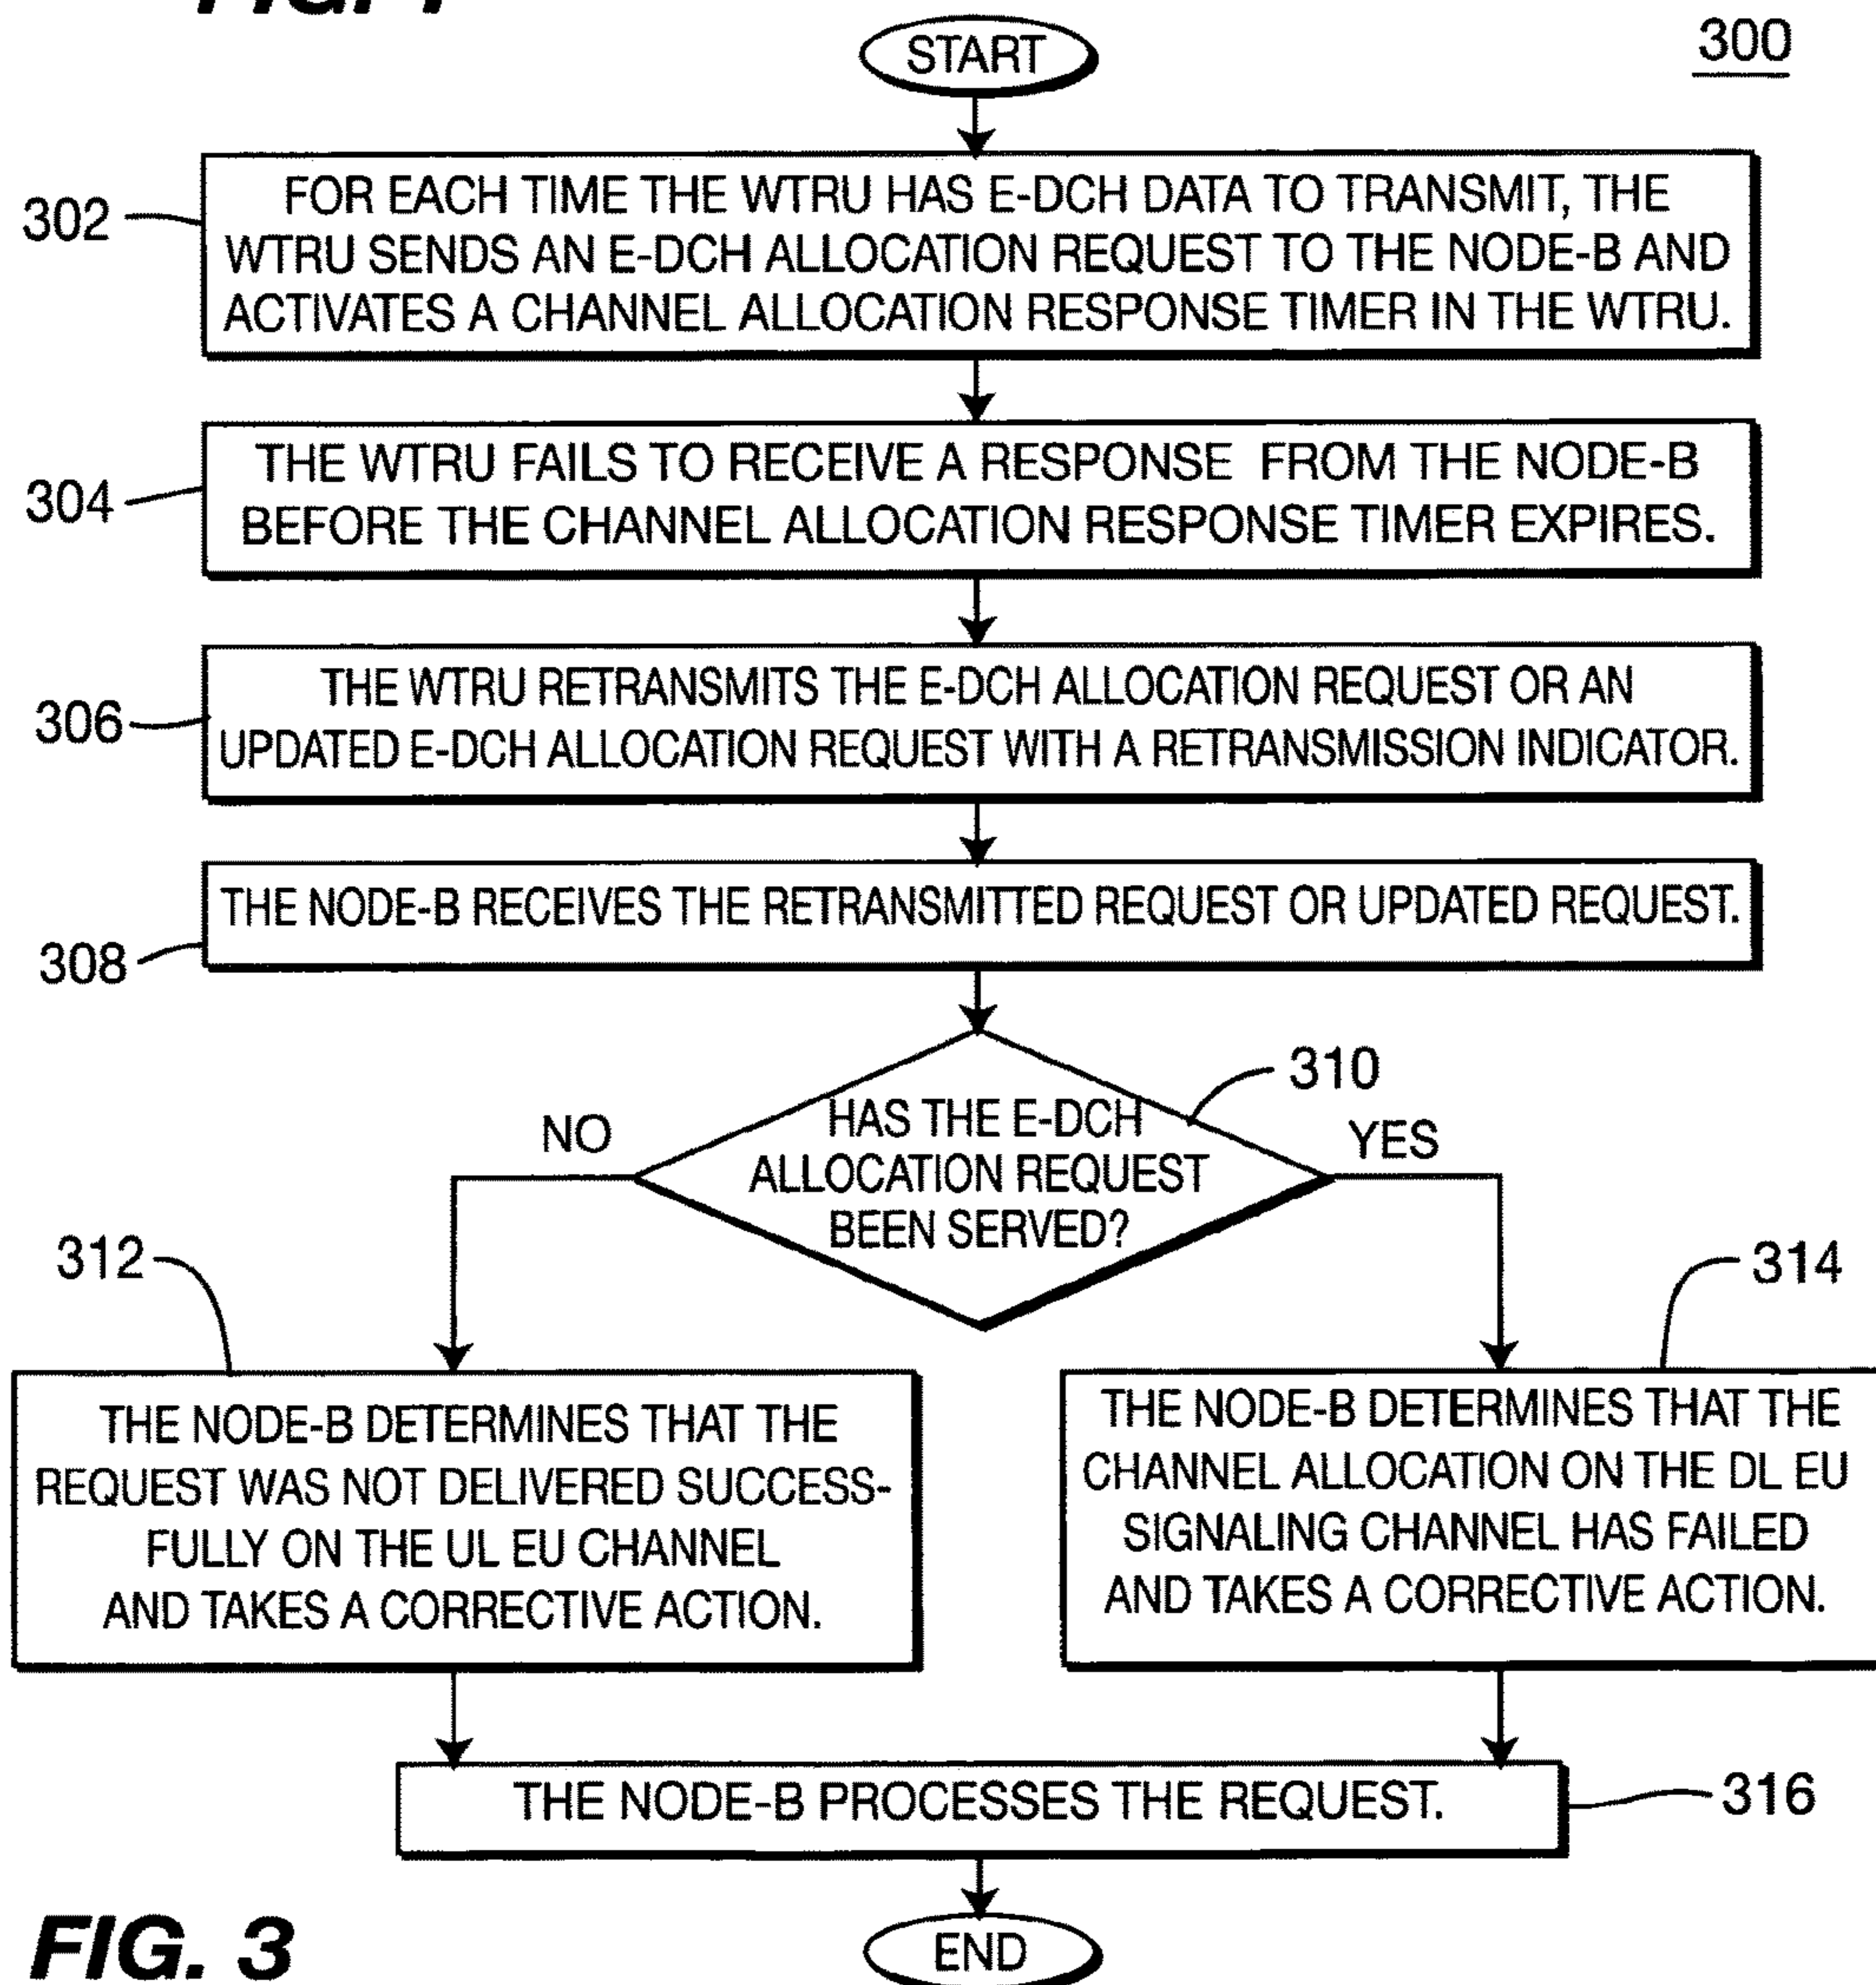 START
300
302
FOR EACH TIME THE WTRU HAS E-DCH DATA TO TRANSMIT, THE
WTRU SENDS AN E-DCH ALLOCATION REQUEST TO THE NODE-B AND
ACTIVATES A CHANNEL ALLOCATION RESPONSE TIMER IN THE WTRU.
304
THE WTRU FAILS TO RECEIVE A RESPONSE FROM THE NODE-B
BEFORE THE CHANNEL ALLOCATION RESPONSE TIMER EXPIRES.
306
THE WTRU RETRANSMITS THE E-DCH ALLOCATION REQUEST OR AN
UPDATED E-DCH ALLOCATION REQUEST WITH A RETRANSMISSION INDICATOR.
308
THE NODE-B RECEIVES THE RETRANSMITTED REQUEST OR UPDATED REQUEST.
310
HAS THE E-DCH
ALLOCATION REQUEST
BEEN SERVED?
NO
YES
312
THE NODE-B DETERMINES THAT THE
REQUEST WAS NOT DELIVERED SUCCESS-
FULLY ON THE UL EU CHANNEL
AND TAKES A CORRECTIVE ACTION.
314
THE NODE-B DETERMINES THAT THE
CHANNEL ALLOCATION ON THE DL EU
SIGNALING CHANNEL HAS FAILED
AND TAKES A CORRECTIVE ACTION.
THE NODE-B PROCESSES THE REQUEST.
316
END
FIG. 3